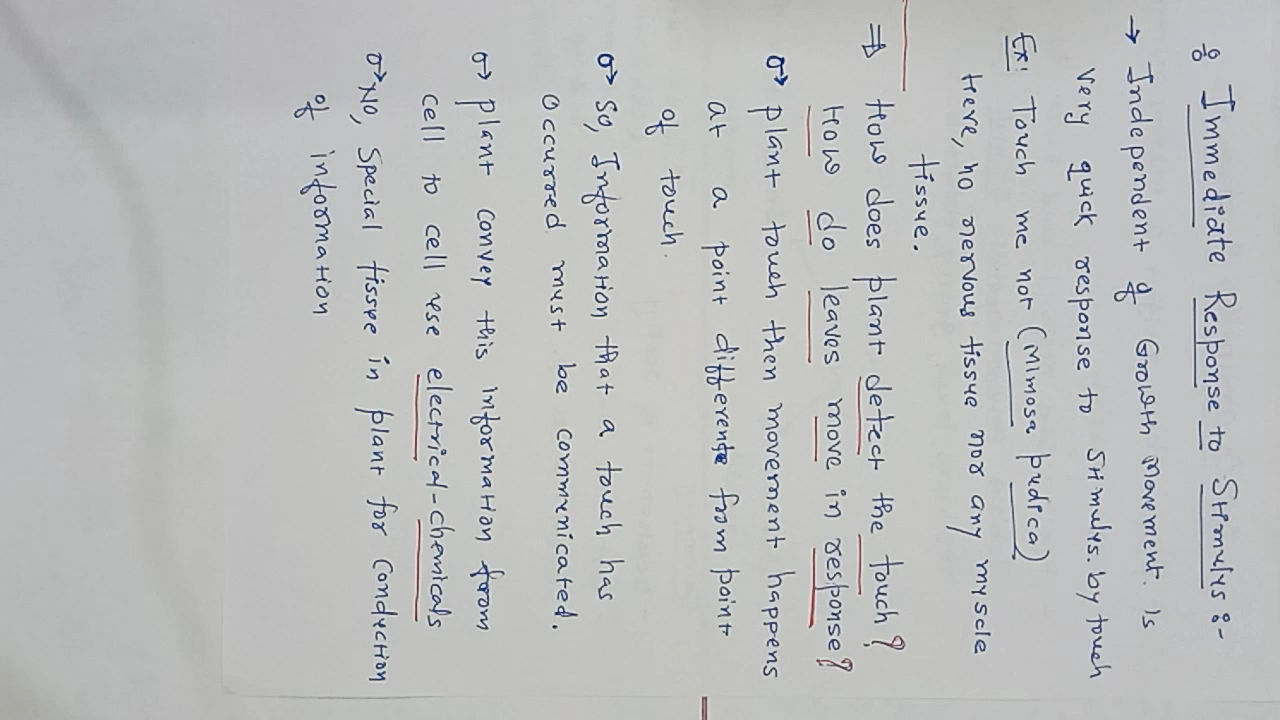 ⁰₀ Immediate Response to Stimulus :-
→ Independent of Growth movement. Is
very quick response to Stimulus. by touch
Ex: Touch me not (Mimosa pudica)
Here, no nervous tissue nor any muscle
tissue.
⇒ How does plant detect the touch?
How do leaves move in response?
→ plant touch then movement happens
at a point different from point
of touch.
→ So, Information that a touch has
occurred must be communicated.
→ plant convey this information from
cell to cell use electrical-chemicals
→ No, special tissue in plant for conduction
of information